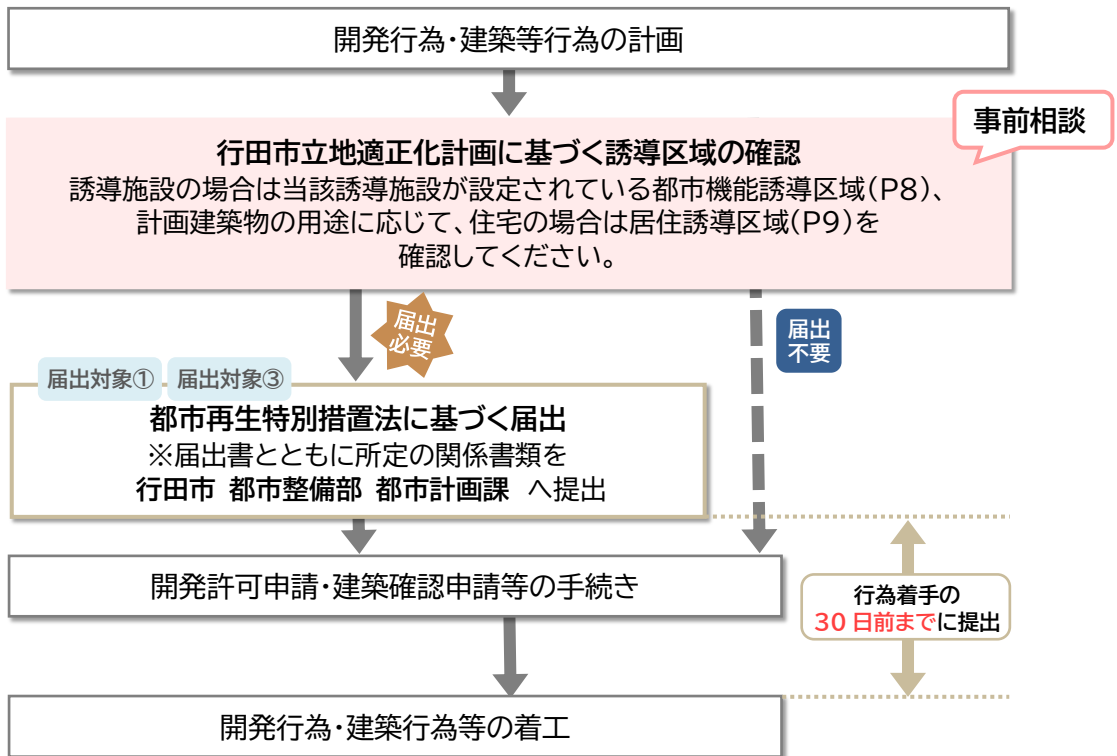 開発行為・建築等行為の計画
事前相談
行田市立地適正化計画に基づく誘導区域の確認
誘導施設の場合は当該誘導施設が設定されている都市機能誘導区域(P8)、
計画建築物の用途に応じて、住宅の場合は居住誘導区域(P9)を
確認してください。
届出
必要
届出
不要
届出対象① 届出対象③
都市再生特別措置法に基づく届出
※届出書とともに所定の関係書類を
行田市 都市整備部 都市計画課 へ提出
開発許可申請・建築確認申請等の手続き
行為着手の
30日前までに提出
開発行為・建築行為等の着工